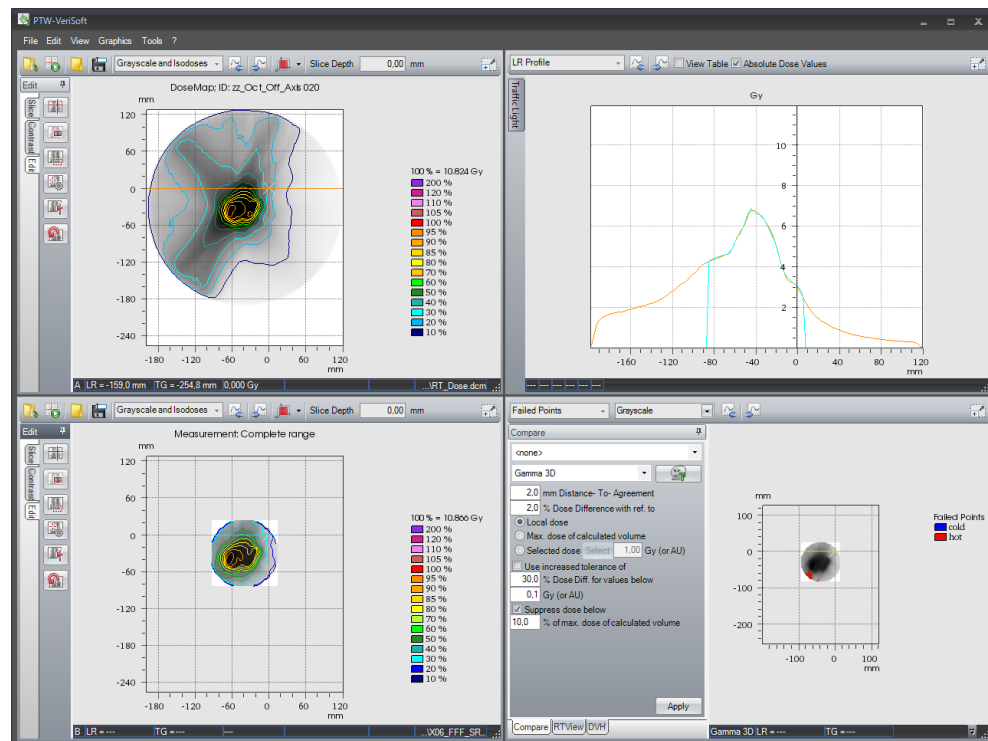 PTW-VeriSoft
File Edit View Graphics Tools ?
Grayscale and Isodoses Slice Depth 0,00 mm
Edit
Slice
Contrast
Edit
DoseMap; ID: zz_Oct_Off_Axis 020
mm
120
60
0
-60
-120
-180
-240
-180 -120 -60 0 60 120
mm
100 % = 10.824 Gy
200 %
120 %
110 %
105 %
100 %
95 %
90 %
85 %
80 %
70 %
60 %
50 %
40 %
30 %
20 %
10 %
A LR = -159,0 mm TG = -254,8 mm 0,000 Gy ...\RT_Dose.dcm
LR Profile View Table Absolute Dose Values
Traffic Light
Gy
10
8
6
4
2
-160 -120 -80 -40 0 40 80 120
mm
--- --- --- --- ---
Grayscale and Isodoses Slice Depth 0,00 mm
Edit
Slice
Contrast
Edit
Measurement: Complete range
mm
120
60
0
-60
-120
-180
-240
-180 -120 -60 0 60 120
mm
100 % = 10.866 Gy
200 %
120 %
110 %
105 %
100 %
95 %
90 %
85 %
80 %
70 %
60 %
50 %
40 %
30 %
20 %
10 %
B LR = --- TG = --- --- ...\X06_FFF_SR...
Failed Points Grayscale
Compare
<none>
Gamma 3D
2,0 mm Distance- To- Agreement
2,0 % Dose Difference with ref. to
Local dose
Max. dose of calculated volume
Selected dose Select 1,00 Gy (or AU)
Use increased tolerance of
30,0 % Dose Diff. for values below
0,1 Gy (or AU)
Suppress dose below
10,0 % of max. dose of calculated volume
Apply
Compare RTView DVH
mm
100
0
-100
-200
-100 0 100
mm
Failed Points
cold
hot
Gamma 3D LR = --- TG = ---